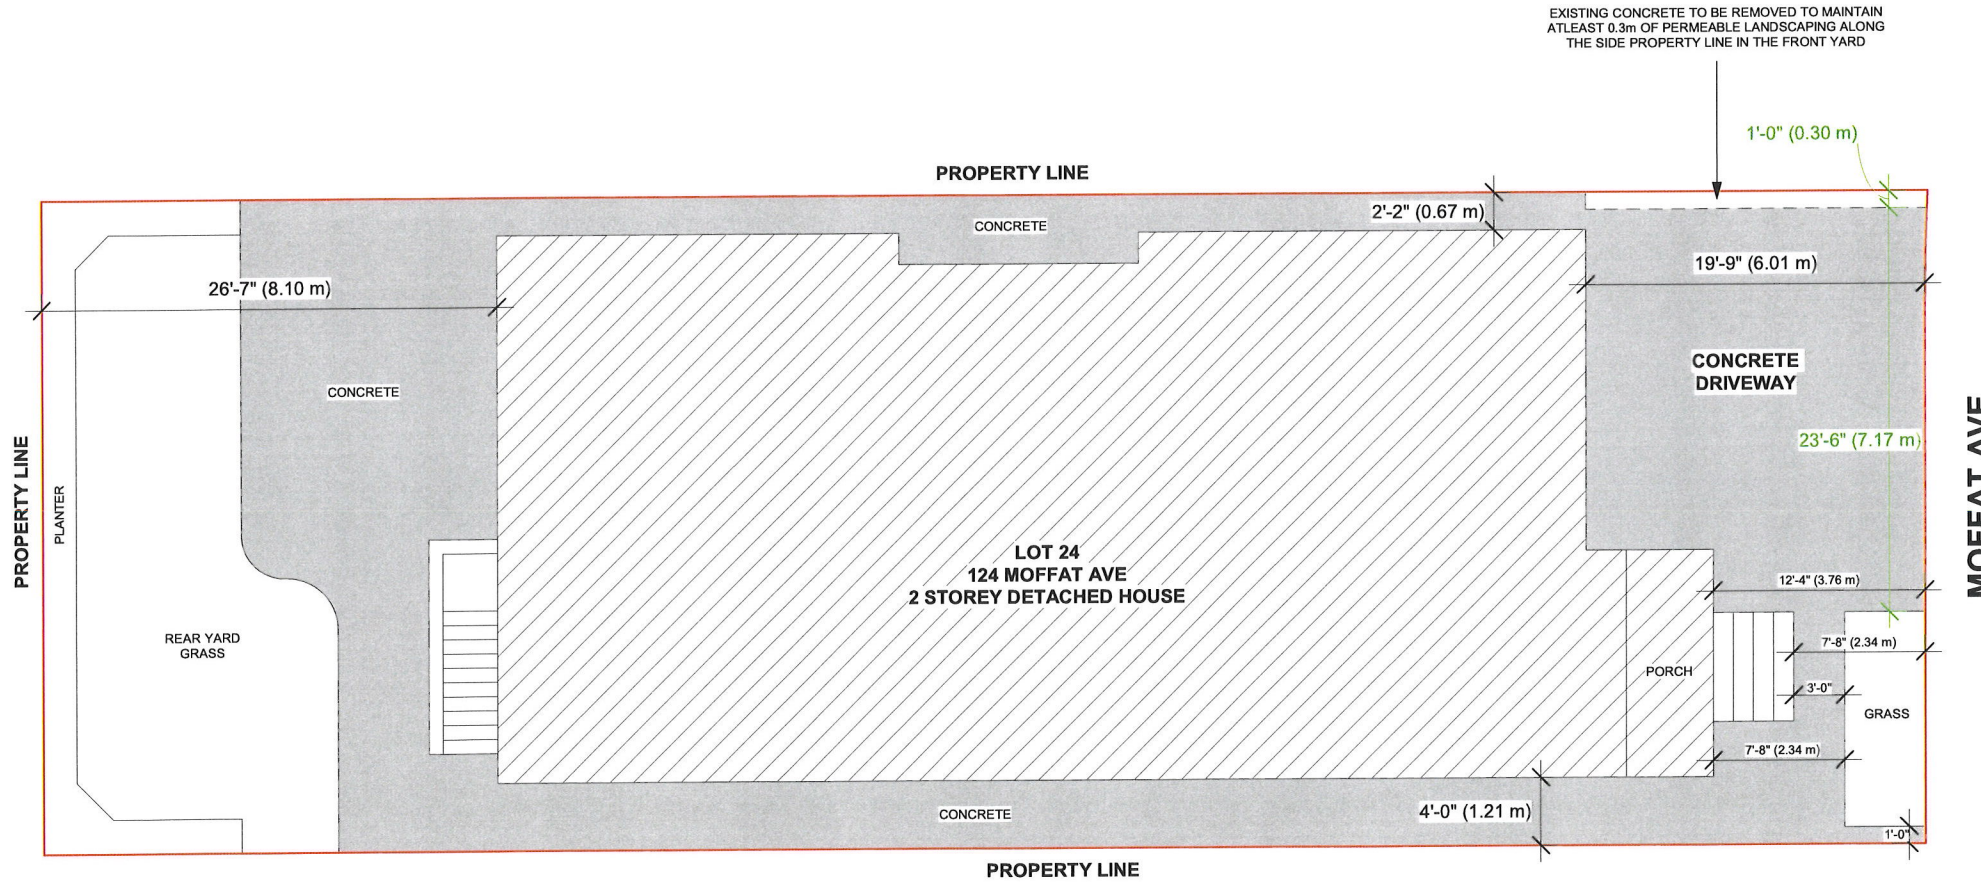 EXISTING CONCRETE TO BE REMOVED TO MAINTAIN
ATLEAST 0.3m OF PERMEABLE LANDSCAPING ALONG
THE SIDE PROPERTY LINE IN THE FRONT YARD
1'-0" (0.30 m)
PROPERTY LINE
2'-2" (0.67 m)
CONCRETE
19'-9" (6.01 m)
26'-7" (8.10 m)
CONCRETE
DRIVEWAY
CONCRETE
23'-6" (7.17 m)
PROPERTY LINE
PLANTER
MOFFAT AVE
LOT 24
124 MOFFAT AVE
2 STOREY DETACHED HOUSE
12'-4" (3.76 m)
REAR YARD
GRASS
7'-8" (2.34 m)
PORCH
3'-0"
GRASS
7'-8" (2.34 m)
CONCRETE
4'-0" (1.21 m)
1'-0"
PROPERTY LINE